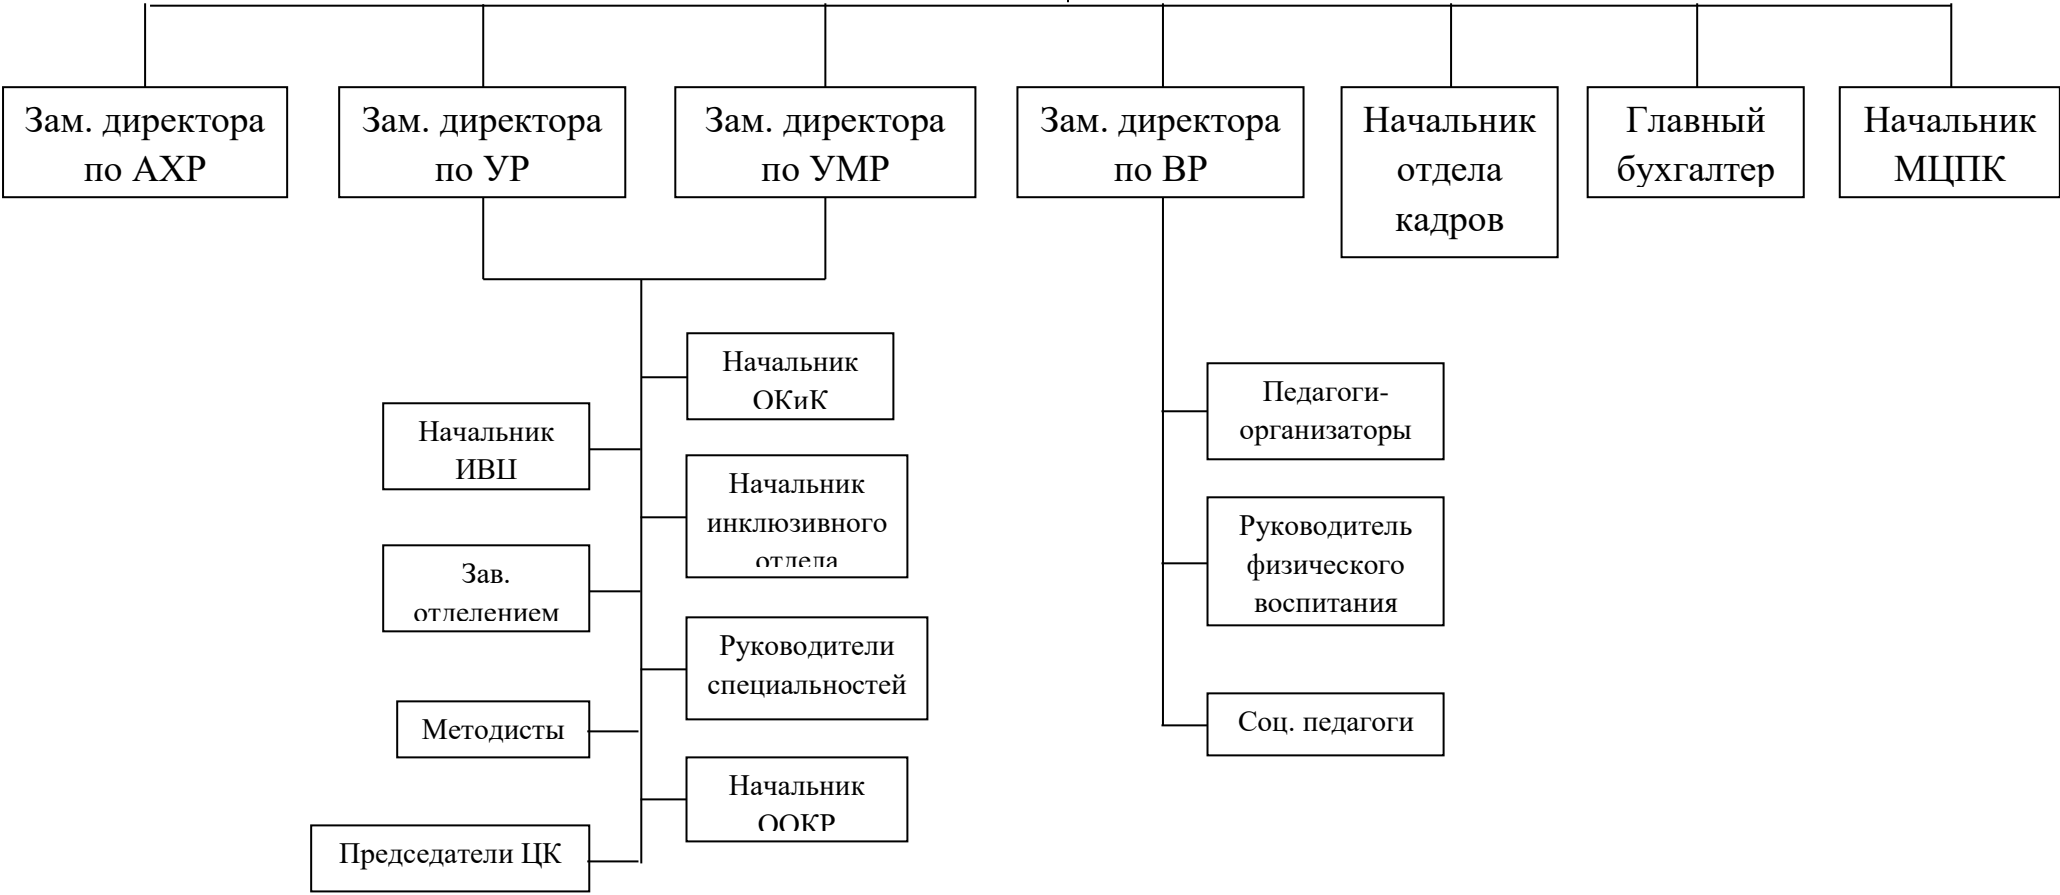 Зам. директора
по АХР
Зам. директора
по УР
Зам. директора
по УМР
Зам. директора
по ВР
Начальник
отдела
кадров
Главный
бухгалтер
Начальник
МЦПК
Начальник
ОКиК
Начальник
ИВЦ
Начальник
инклюзивного
отдела
Зав.
отделением
Руководители
специальностей
Методисты
Начальник
ООКР
Председатели ЦК
Педагоги-
организаторы
Руководитель
физического
воспитания
Соц. педагоги